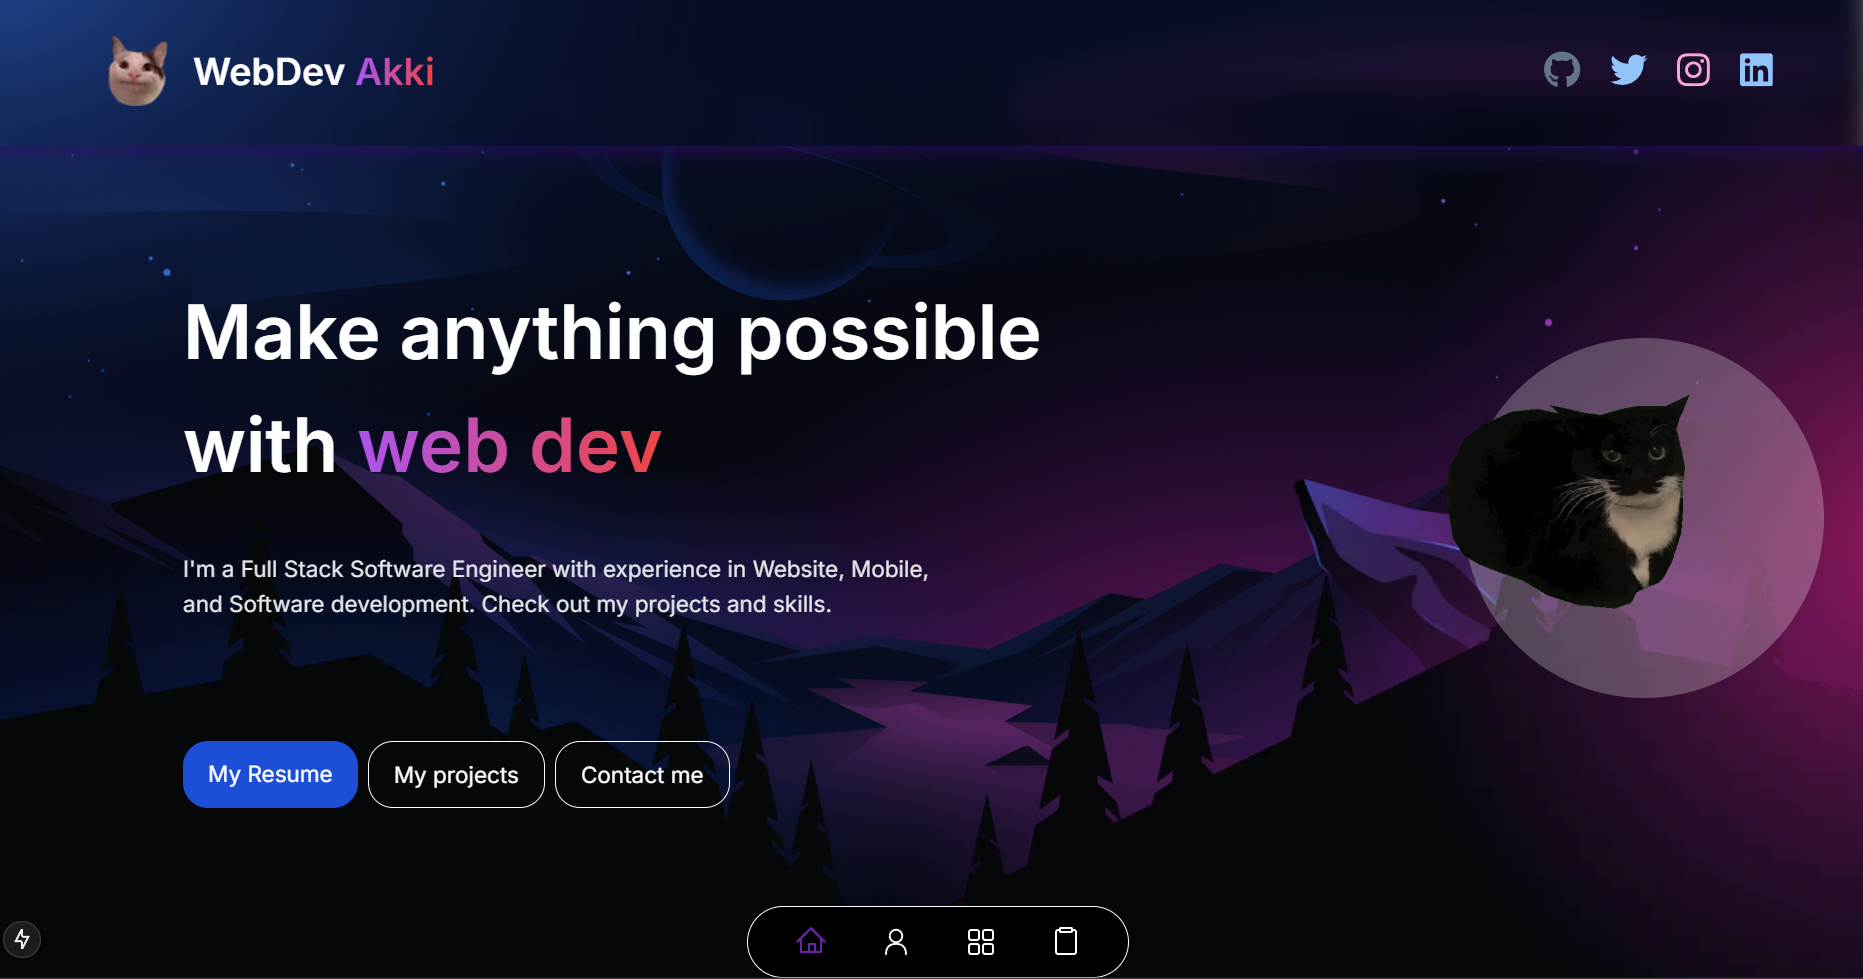 WebDev Akki
Make anything possible
with web dev
I'm a Full Stack Software Engineer with experience in Website, Mobile,
and Software development. Check out my projects and skills.
My Resume
My projects
Contact me